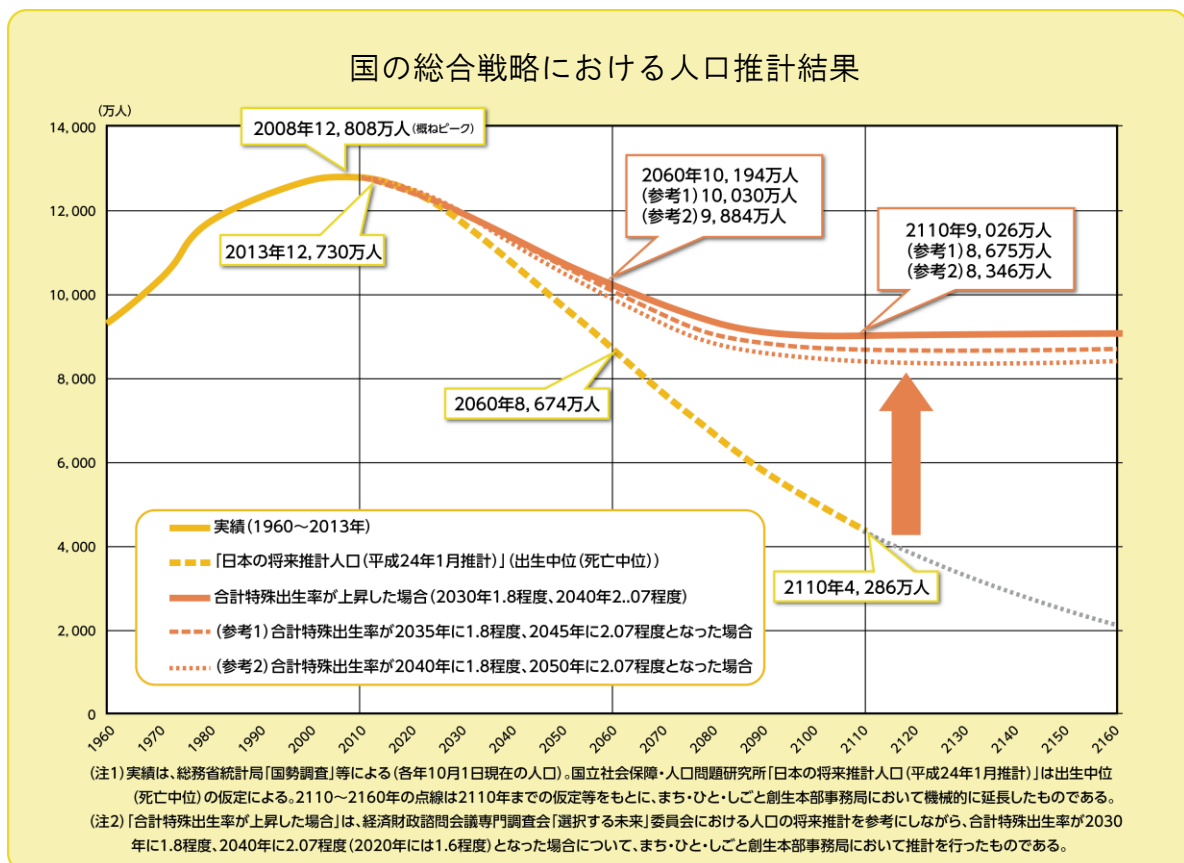 国の総合戦略における人口推計結果
(万人)
14,000
12,000
10,000
8,000
6,000
4,000
2,000
0
2008年12,808万人(概ねピーク)
2013年12,730万人
2060年10,194万人
(参考1)10,030万人
(参考2)9,884万人
2110年9,026万人
(参考1)8,675万人
(参考2)8,346万人
2060年8,674万人
2110年4,286万人
実績(1960〜2013年)
「日本の将来推計人口(平成24年1月推計)」(出生中位(死亡中位))
合計特殊出生率が上昇した場合(2030年1.8程度、2040年2..07程度)
(参考1)合計特殊出生率が2035年に1.8程度、2045年に2.07程度となった場合
(参考2)合計特殊出生率が2040年に1.8程度、2050年に2.07程度となった場合
1960 1970 1980 1990 2000 2010 2020 2030 2040 2050 2060 2070 2080 2090 2100 2110 2120 2130 2140 2150 2160
(注1)実績は、総務省統計局「国勢調査」等による(各年10月1日現在の人口)。国立社会保障・人口問題研究所「日本の将来推計人口(平成24年1月推計)」は出生中位
(死亡中位)の仮定による。2110〜2160年の点線は2110年までの仮定等をもとに、まち・ひと・しごと創生本部事務局において機械的に延長したものである。
(注2)「合計特殊出生率が上昇した場合」は、経済財政諮問会議専門調査会「選択する未来」委員会における人口の将来推計を参考にしながら、合計特殊出生率が2030
年に1.8程度、2040年に2.07程度(2020年には1.6程度)となった場合について、まち・ひと・しごと創生本部事務局において推計を行ったものである。